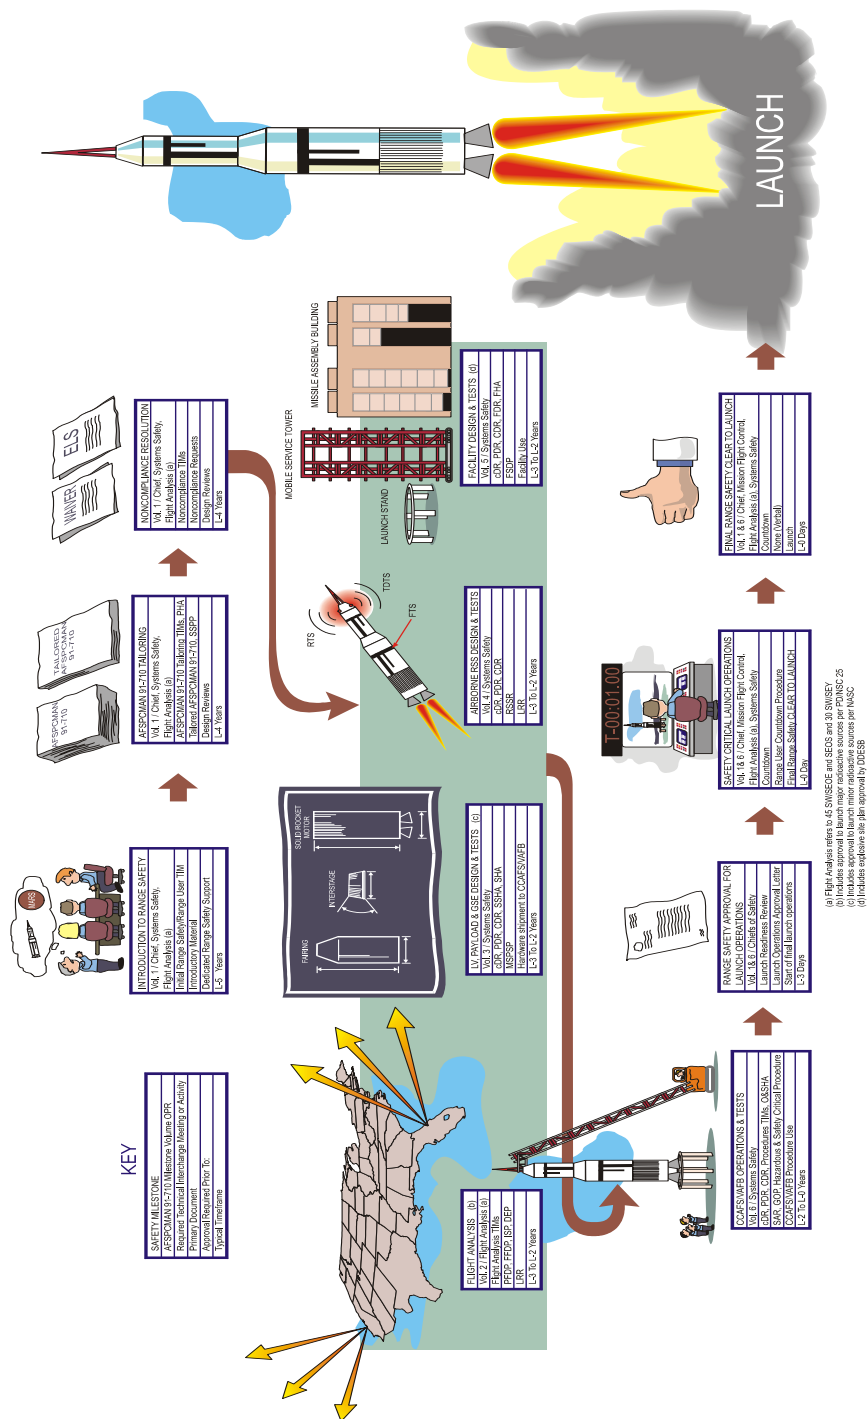 KEY
SAFETY MILESTONE
AFSPCMAN 91-710 Milestone Volume OPR
Required Technical Interchange Meeting or Activity
Primary Document
Approval Required Prior To:
Typical Timeframe
MARS
INTRODUCTION TO RANGE SAFETY
Vol. 1 / Chief, Systems Safety,
Flight Analysis (a)
Initial Range Safety/Range User TIM
Introductory Material
Dedicated Range Safety Support
L-5 Years
AFSPCMAN
91-710
TAILORED
AFSPCMAN
91-710
AFSPCMAN 91-710 TAILORING
Vol. 1 / Chief, Systems Safety,
Flight Analysis (a)
AFSPCMAN 91-710 Tailoring TIMs, PHA
Tailored AFSPCMAN 91-710, SSPP
Design Reviews
L-4 Years
WAIVER
ELS
NONCOMPLIANCE RESOLUTION
Vol. 1 / Chief, Systems Safety,
Flight Analysis (a)
Noncompliance TIMs
Noncompliance Requests
Design Reviews
L-4 Years
FLIGHT ANALYSIS (b)
Vol. 2 / Flight Analysis (a)
Flight Analysis TIMs
PFDP, FFDP, ISP, DEP
LRR
L-3 To L-2 Years
FAIRING
INTERSTAGE
SOLID ROCKET
MOTOR
LV, PAYLOAD & GSE DESIGN & TESTS (c)
Vol. 3 / Systems Safety
cDR, PDR, CDR, SSHA, SHA
MSPSP
Hardware shipment to CCAFS/VAFB
L-3 To L-2 Years
RTS
TDTS
FTS
AIRBORNE RSS DESIGN & TESTS
Vol. 4 / Systems Safety
cDR, PDR, CDR
RSSR
LRR
L-3 To L-2 Years
LAUNCH STAND
MOBILE SERVICE TOWER
MISSILE ASSEMBLY BUILDING
FACILITY DESIGN & TESTS (d)
Vol. 5 / Systems Safety
cDR, PDR, CDR, FDR, FHA
FSDP
Facility Use
L-3 To L-2 Years
CCAFS/VAFB OPERATIONS & TESTS
Vol. 6 / Systems Safety
cDR, PDR, CDR, Procedures TIMs, O&SHA
SAR, GOP, Hazardous & Safety Critical Procedure
CCAFS/VAFB Procedure Use
L-2 To L-0 Years
RANGE SAFETY APPROVAL FOR
LAUNCH OPERATIONS
Vol. 1& 6 / Chiefs of Safety
Launch Readiness Review
Launch Operations Approval Letter
Start of final launch operations
L-3 Days
T-00:01.00
SAFETY CRITICAL LAUNCH OPERATIONS
Vol. 1& 6 / Chief, Mission Flight Control,
Flight Analysis (a), Systems Safety
Countdown
Range User Countdown Procedure
Final Range Safety CLEAR TO LAUNCH
L-0 Day
FINAL RANGE SAFETY CLEAR TO LAUNCH
Vol. 1 & 6 / Chief, Mission Flight Control,
Flight Analysis (a), Systems Safety
Countdown
None (Verbal)
Launch
L-0 Days
LAUNCH
(a) Flight Analysis refers to 45 SW/SEOE and SEOS and 30 SW/SEY
(b) Includes approval to launch major radioactive sources per PD/NSC 25
(c) Includes approval to launch minor radioactive sources per NASC
(d) Includes explosive site plan approval by DDESB